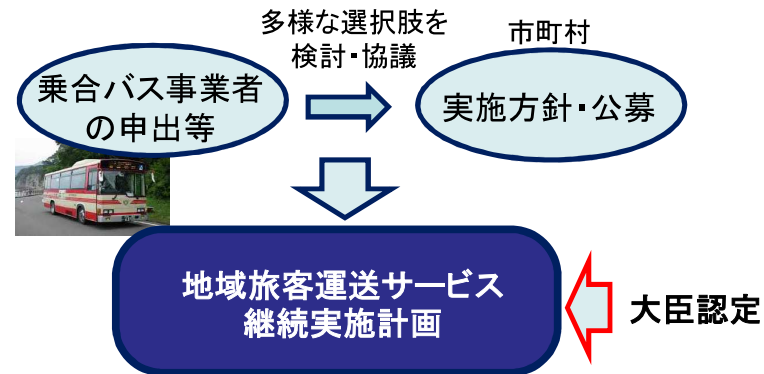 多様な選択肢を
検討・協議
市町村
乗合バス事業者
の申出等
実施方針・公募
地域旅客運送サービス
継続実施計画
大臣認定